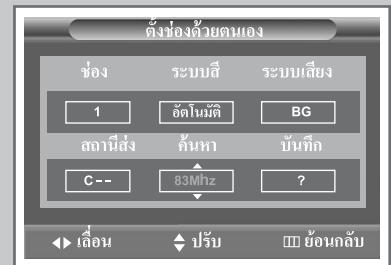 ตั้งช่องด้วยตนเอง
ช่อง ระบบสี ระบบเสียง
1 อัตโนมัติ BG
สถานีส่ง ค้นหา บันทึก
C-- 83Mhz ?
เลื่อน ปรับ ย้อนกลับ